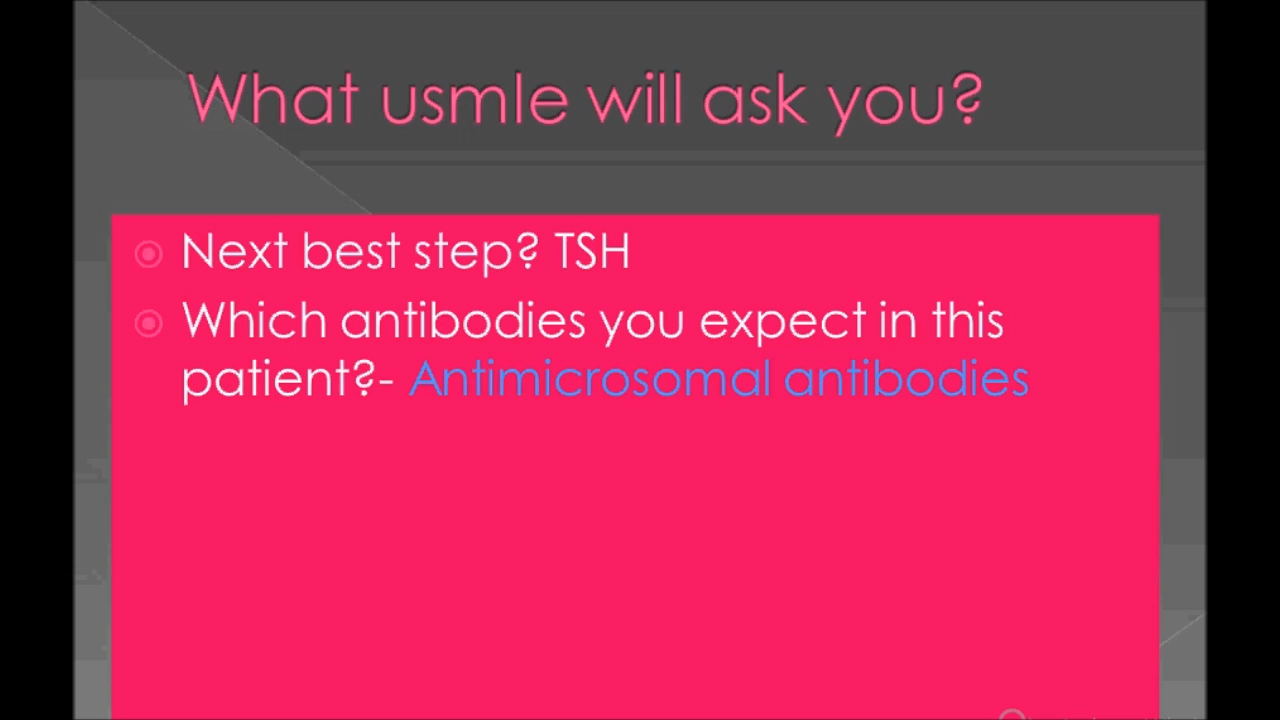 What usmle will ask you?
Next best step? TSH
Which antibodies you expect in this
patient?- Antimicrosomal antibodies